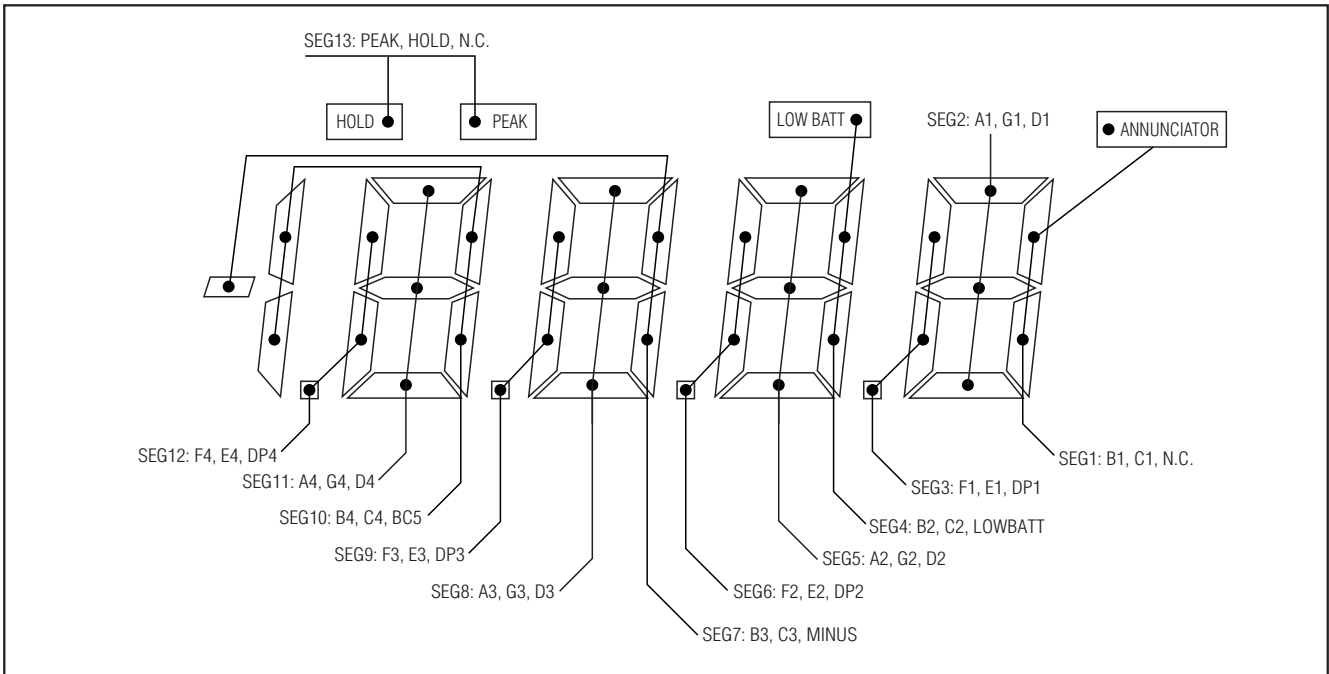 SEG13: PEAK, HOLD, N.C.
HOLD
PEAK
LOW BATT
SEG2: A1, G1, D1
ANNUNCIATOR
SEG12: F4, E4, DP4
SEG11: A4, G4, D4
SEG10: B4, C4, BC5
SEG9: F3, E3, DP3
SEG8: A3, G3, D3
SEG7: B3, C3, MINUS
SEG6: F2, E2, DP2
SEG5: A2, G2, D2
SEG4: B2, C2, LOWBATT
SEG3: F1, E1, DP1
SEG1: B1, C1, N.C.